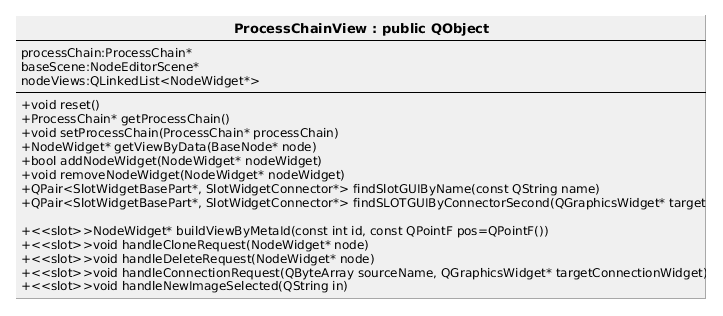 ProcessChainView : public QObject
processChain:ProcessChain*
baseScene:NodeEditorScene*
nodeViews:QLinkedList<NodeWidget*>
+void reset()
+ProcessChain* getProcessChain()
+void setProcessChain(ProcessChain* processChain)
+NodeWidget* getViewByData(BaseNode* node)
+bool addNodeWidget(NodeWidget* nodeWidget)
+void removeNodeWidget(NodeWidget* nodeWidget)
+QPair<SlotWidgetBasePart*, SlotWidgetConnector*> findSlotGUIByName(const QString name)
+QPair<SlotWidgetBasePart*, SlotWidgetConnector*> findSLOTGUIByConnectorSecond(QGraphicsWidget* target
+<<slot>>NodeWidget* buildViewByMetaId(const int id, const QPointF pos=QPointF())
+<<slot>>void handleCloneRequest(NodeWidget* node)
+<<slot>>void handleDeleteRequest(NodeWidget* node)
+<<slot>>void handleConnectionRequest(QByteArray sourceName, QGraphicsWidget* targetConnectionWidget)
+<<slot>>void handleNewImageSelected(QString in)